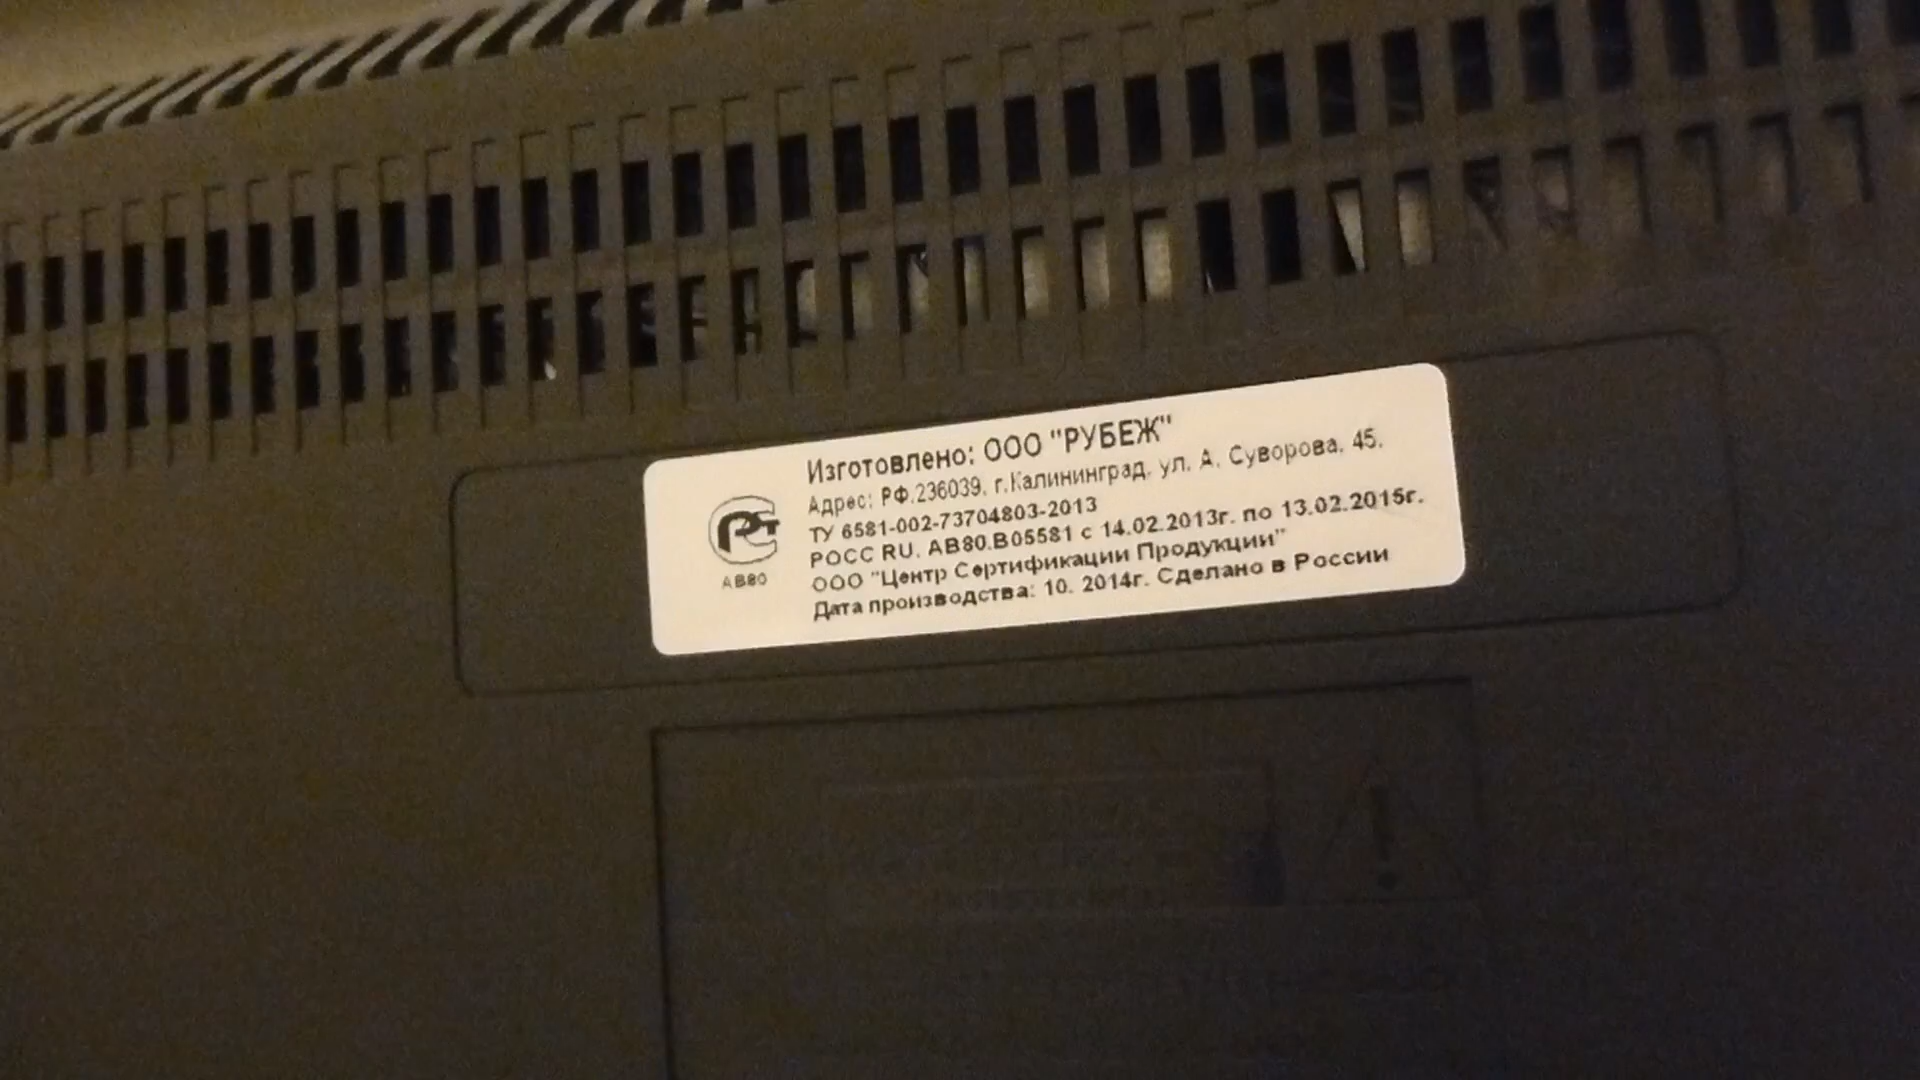 Изготовлено: ООО "РУБЕЖ"
Адрес: РФ.236039, г.Калининград, ул. А. Суворова, 45.
ТУ 6581-002-73704803-2013
РОСС RU. АВ80.В05581 с 14.02.2013г. по 13.02.2015г.
ООО "Центр Сертификации Продукции"
Дата производства: 10. 2014г. Сделано в России
АВ80